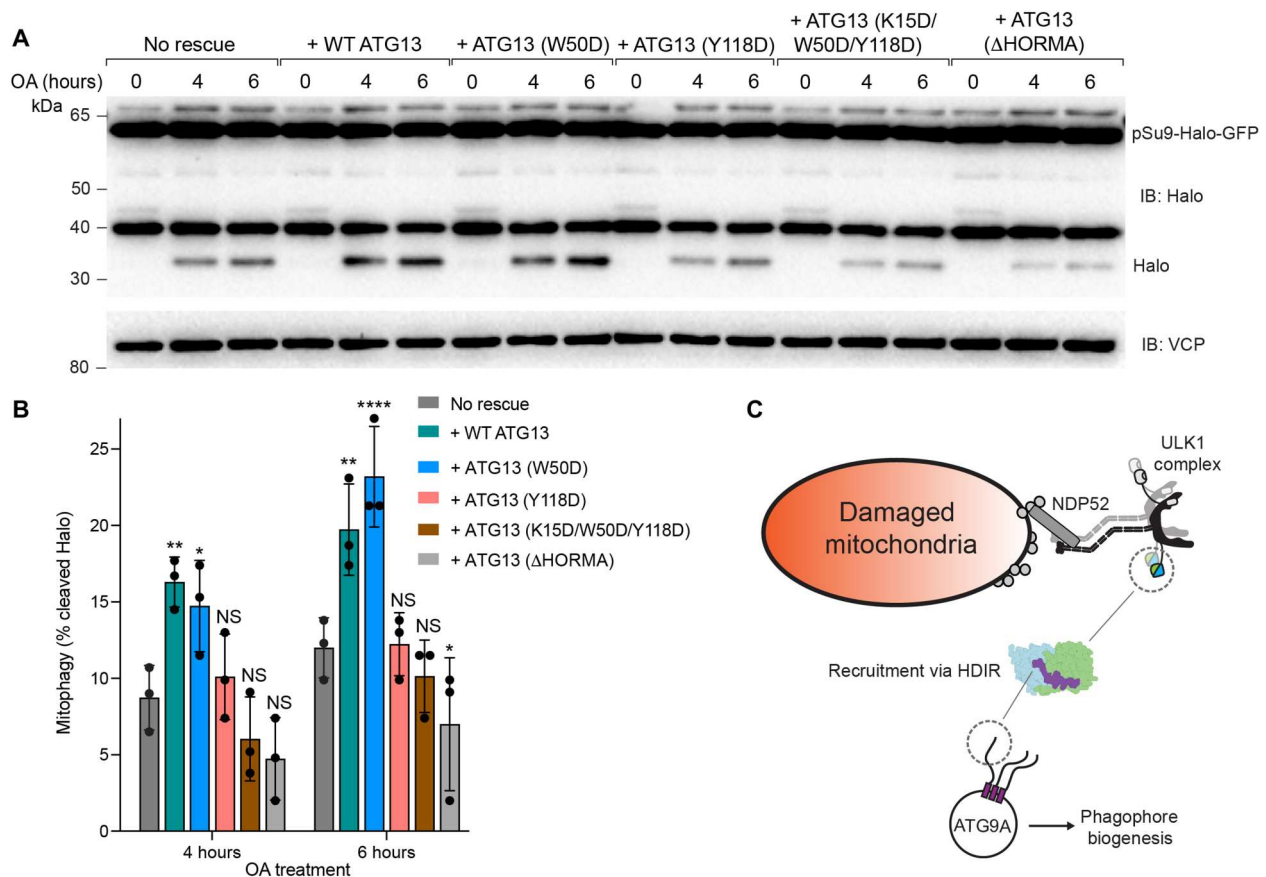 A
No rescue
+ WT ATG13
+ ATG13 (W50D)
+ ATG13 (Y118D)
+ ATG13 (K15D/
W50D/Y118D)
+ ATG13
(ΔHORMA)
OA (hours) 0 4 6 0 4 6 0 4 6 0 4 6 0 4 6 0 4 6
kDa
65
pSu9-Halo-GFP
50
IB: Halo
40
Halo
30
IB: VCP
80
B
Mitophagy (% cleaved Halo)
25
20
15
10
5
0
** * NS NS NS
** **** NS NS *
4 hours 6 hours
OA treatment
No rescue
+ WT ATG13
+ ATG13 (W50D)
+ ATG13 (Y118D)
+ ATG13 (K15D/W50D/Y118D)
+ ATG13 (ΔHORMA)
C
ULK1
complex
NDP52
Damaged
mitochondria
Recruitment via HDIR
ATG9A
Phagophore
biogenesis